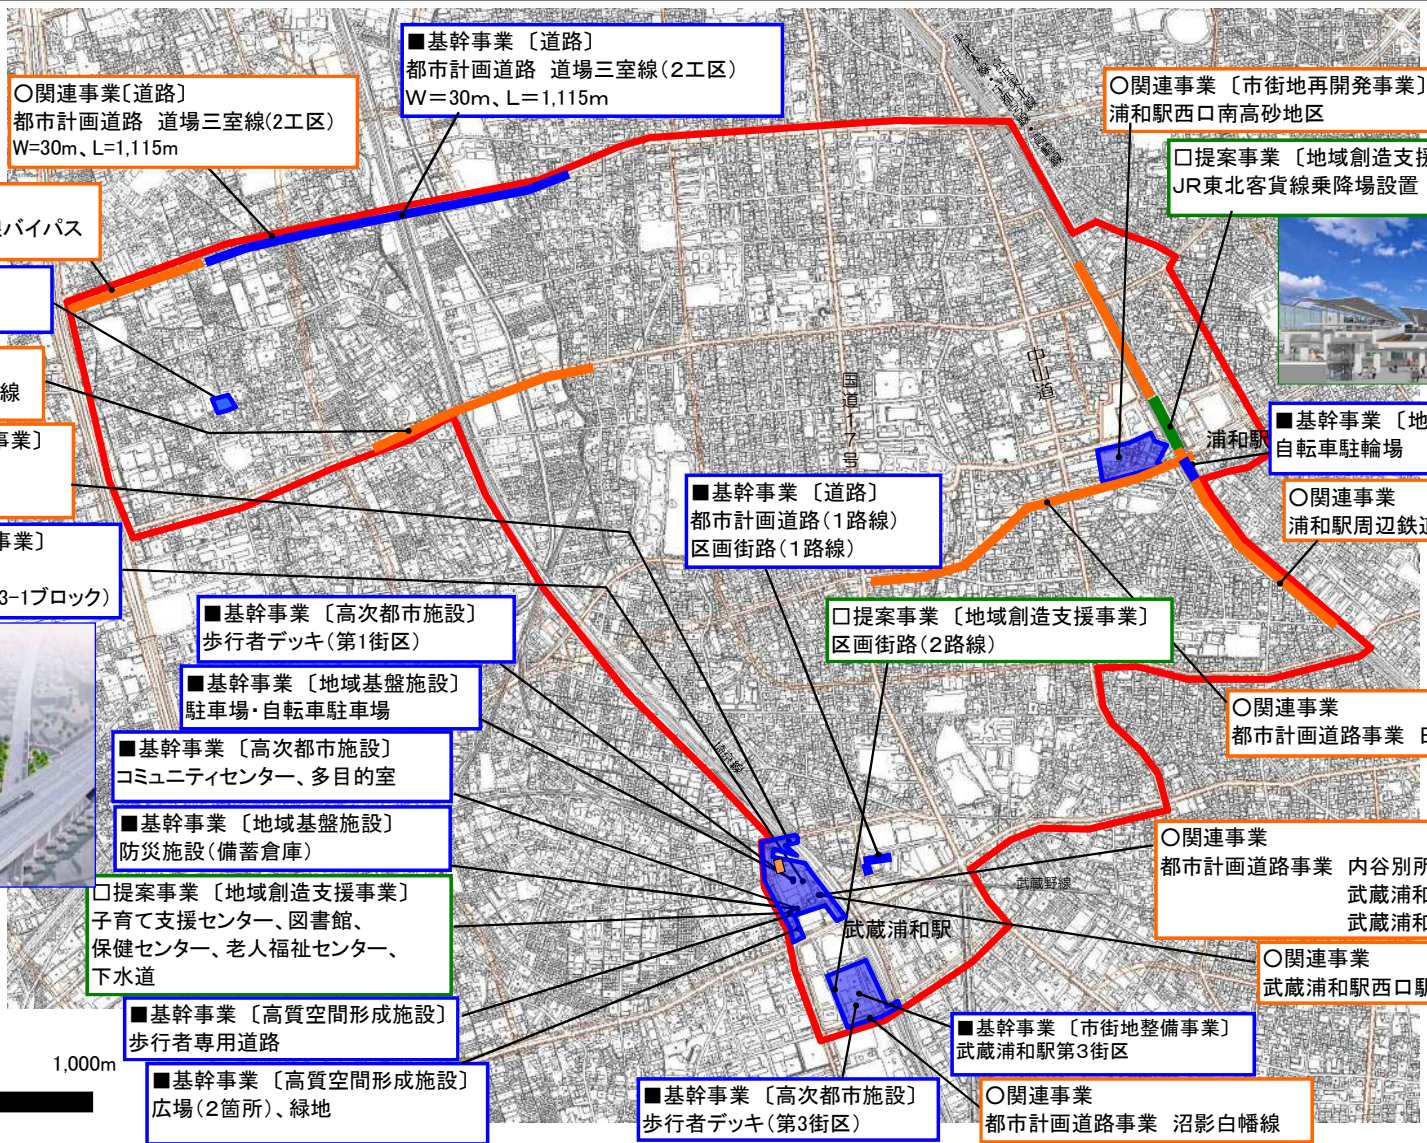 ■基幹事業 〔道路〕
都市計画道路 道場三室線(2工区)
W=30m、L=1,115m
○関連事業〔道路〕
都市計画道路 道場三室線(2工区)
W=30m、L=1,115m
○関連事業 〔市街地再開発事業〕
浦和駅西口南高砂地区
□提案事業 〔地域創造支援
JR東北客貨線乗降場設置
バイパス
線
事業〕
■基幹事業 〔地
自転車駐輪場
浦和駅
中山道
国道17号
○関連事業
浦和駅周辺鉄道
■基幹事業 〔道路〕
都市計画道路(1路線)
区画街路(1路線)
事業〕
3-1ブロック)
■基幹事業 〔高次都市施設〕
歩行者デッキ(第1街区)
□提案事業 〔地域創造支援事業〕
区画街路(2路線)
■基幹事業 〔地域基盤施設〕
駐車場・自転車駐車場
○関連事業
都市計画道路事業
■基幹事業 〔高次都市施設〕
コミュニティセンター、多目的室
■基幹事業 〔地域基盤施設〕
防災施設(備蓄倉庫)
○関連事業
都市計画道路事業 内谷別所
武蔵浦和
武蔵浦和
武蔵野線
□提案事業 〔地域創造支援事業〕
子育て支援センター、図書館、
保健センター、老人福祉センター、
下水道
武蔵浦和駅
○関連事業
武蔵浦和駅西口駅
■基幹事業 〔高質空間形成施設〕
歩行者専用道路
■基幹事業 〔市街地整備事業〕
武蔵浦和駅第3街区
1,000m
■基幹事業 〔高質空間形成施設〕
広場(2箇所)、緑地
■基幹事業 〔高次都市施設〕
歩行者デッキ(第3街区)
○関連事業
都市計画道路事業 沼影白幡線